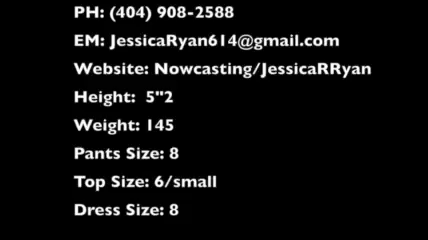 PH: (404) 908-2588
EM: JessicaRyan614@gmail.com
Website: Nowcasting/JessicaRRyan
Height:  5"2
Weight: 145
Pants Size: 8
Top Size: 6/small
Dress Size: 8